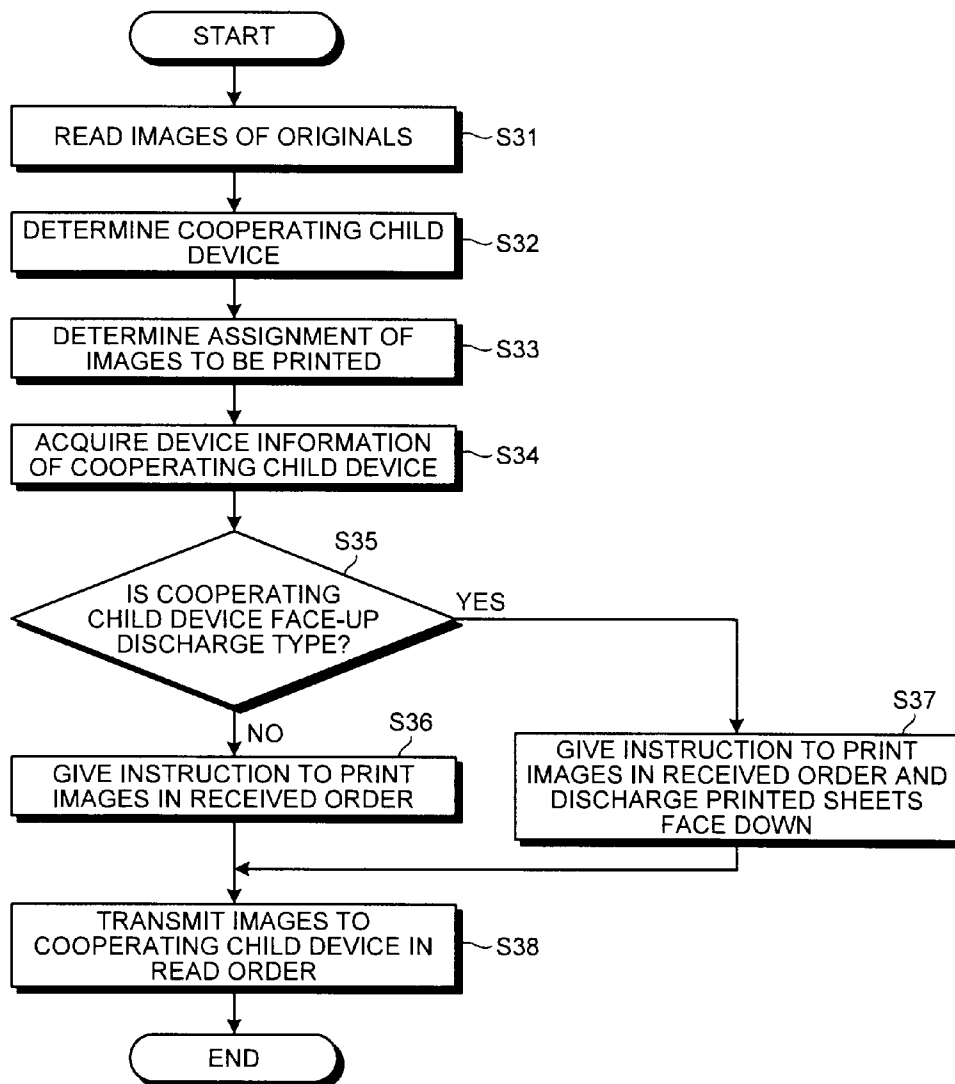 START
READ IMAGES OF ORIGINALS
S31
DETERMINE COOPERATING CHILD
DEVICE
S32
DETERMINE ASSIGNMENT OF
IMAGES TO BE PRINTED
S33
ACQUIRE DEVICE INFORMATION
OF COOPERATING CHILD DEVICE
S34
S35
IS COOPERATING
CHILD DEVICE FACE-UP
DISCHARGE TYPE?
YES
NO
S36
GIVE INSTRUCTION TO PRINT
IMAGES IN RECEIVED ORDER
S37
GIVE INSTRUCTION TO PRINT
IMAGES IN RECEIVED ORDER AND
DISCHARGE PRINTED SHEETS
FACE DOWN
TRANSMIT IMAGES TO
COOPERATING CHILD DEVICE IN
READ ORDER
S38
END